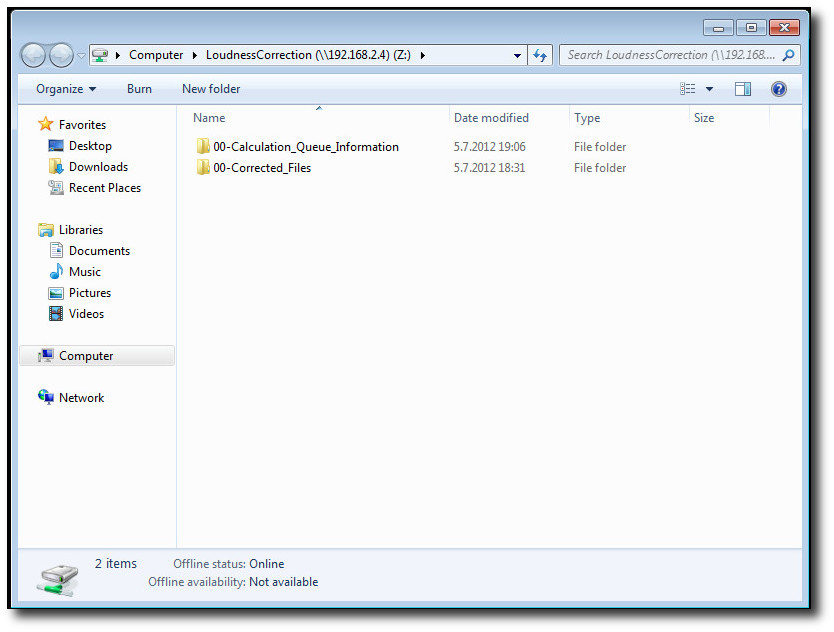 Computer LoudnessCorrection (\\192.168.2.4) (Z:) Search LoudnessCorrection (\\192.168....
Organize Burn New folder
Favorites
Desktop
Downloads
Recent Places
Libraries
Documents
Music
Pictures
Videos
Computer
Network
Name Date modified Type Size
00-Calculation_Queue_Information 5.7.2012 19:06 File folder
00-Corrected_Files 5.7.2012 18:31 File folder
2 items Offline status: Online
Offline availability: Not available